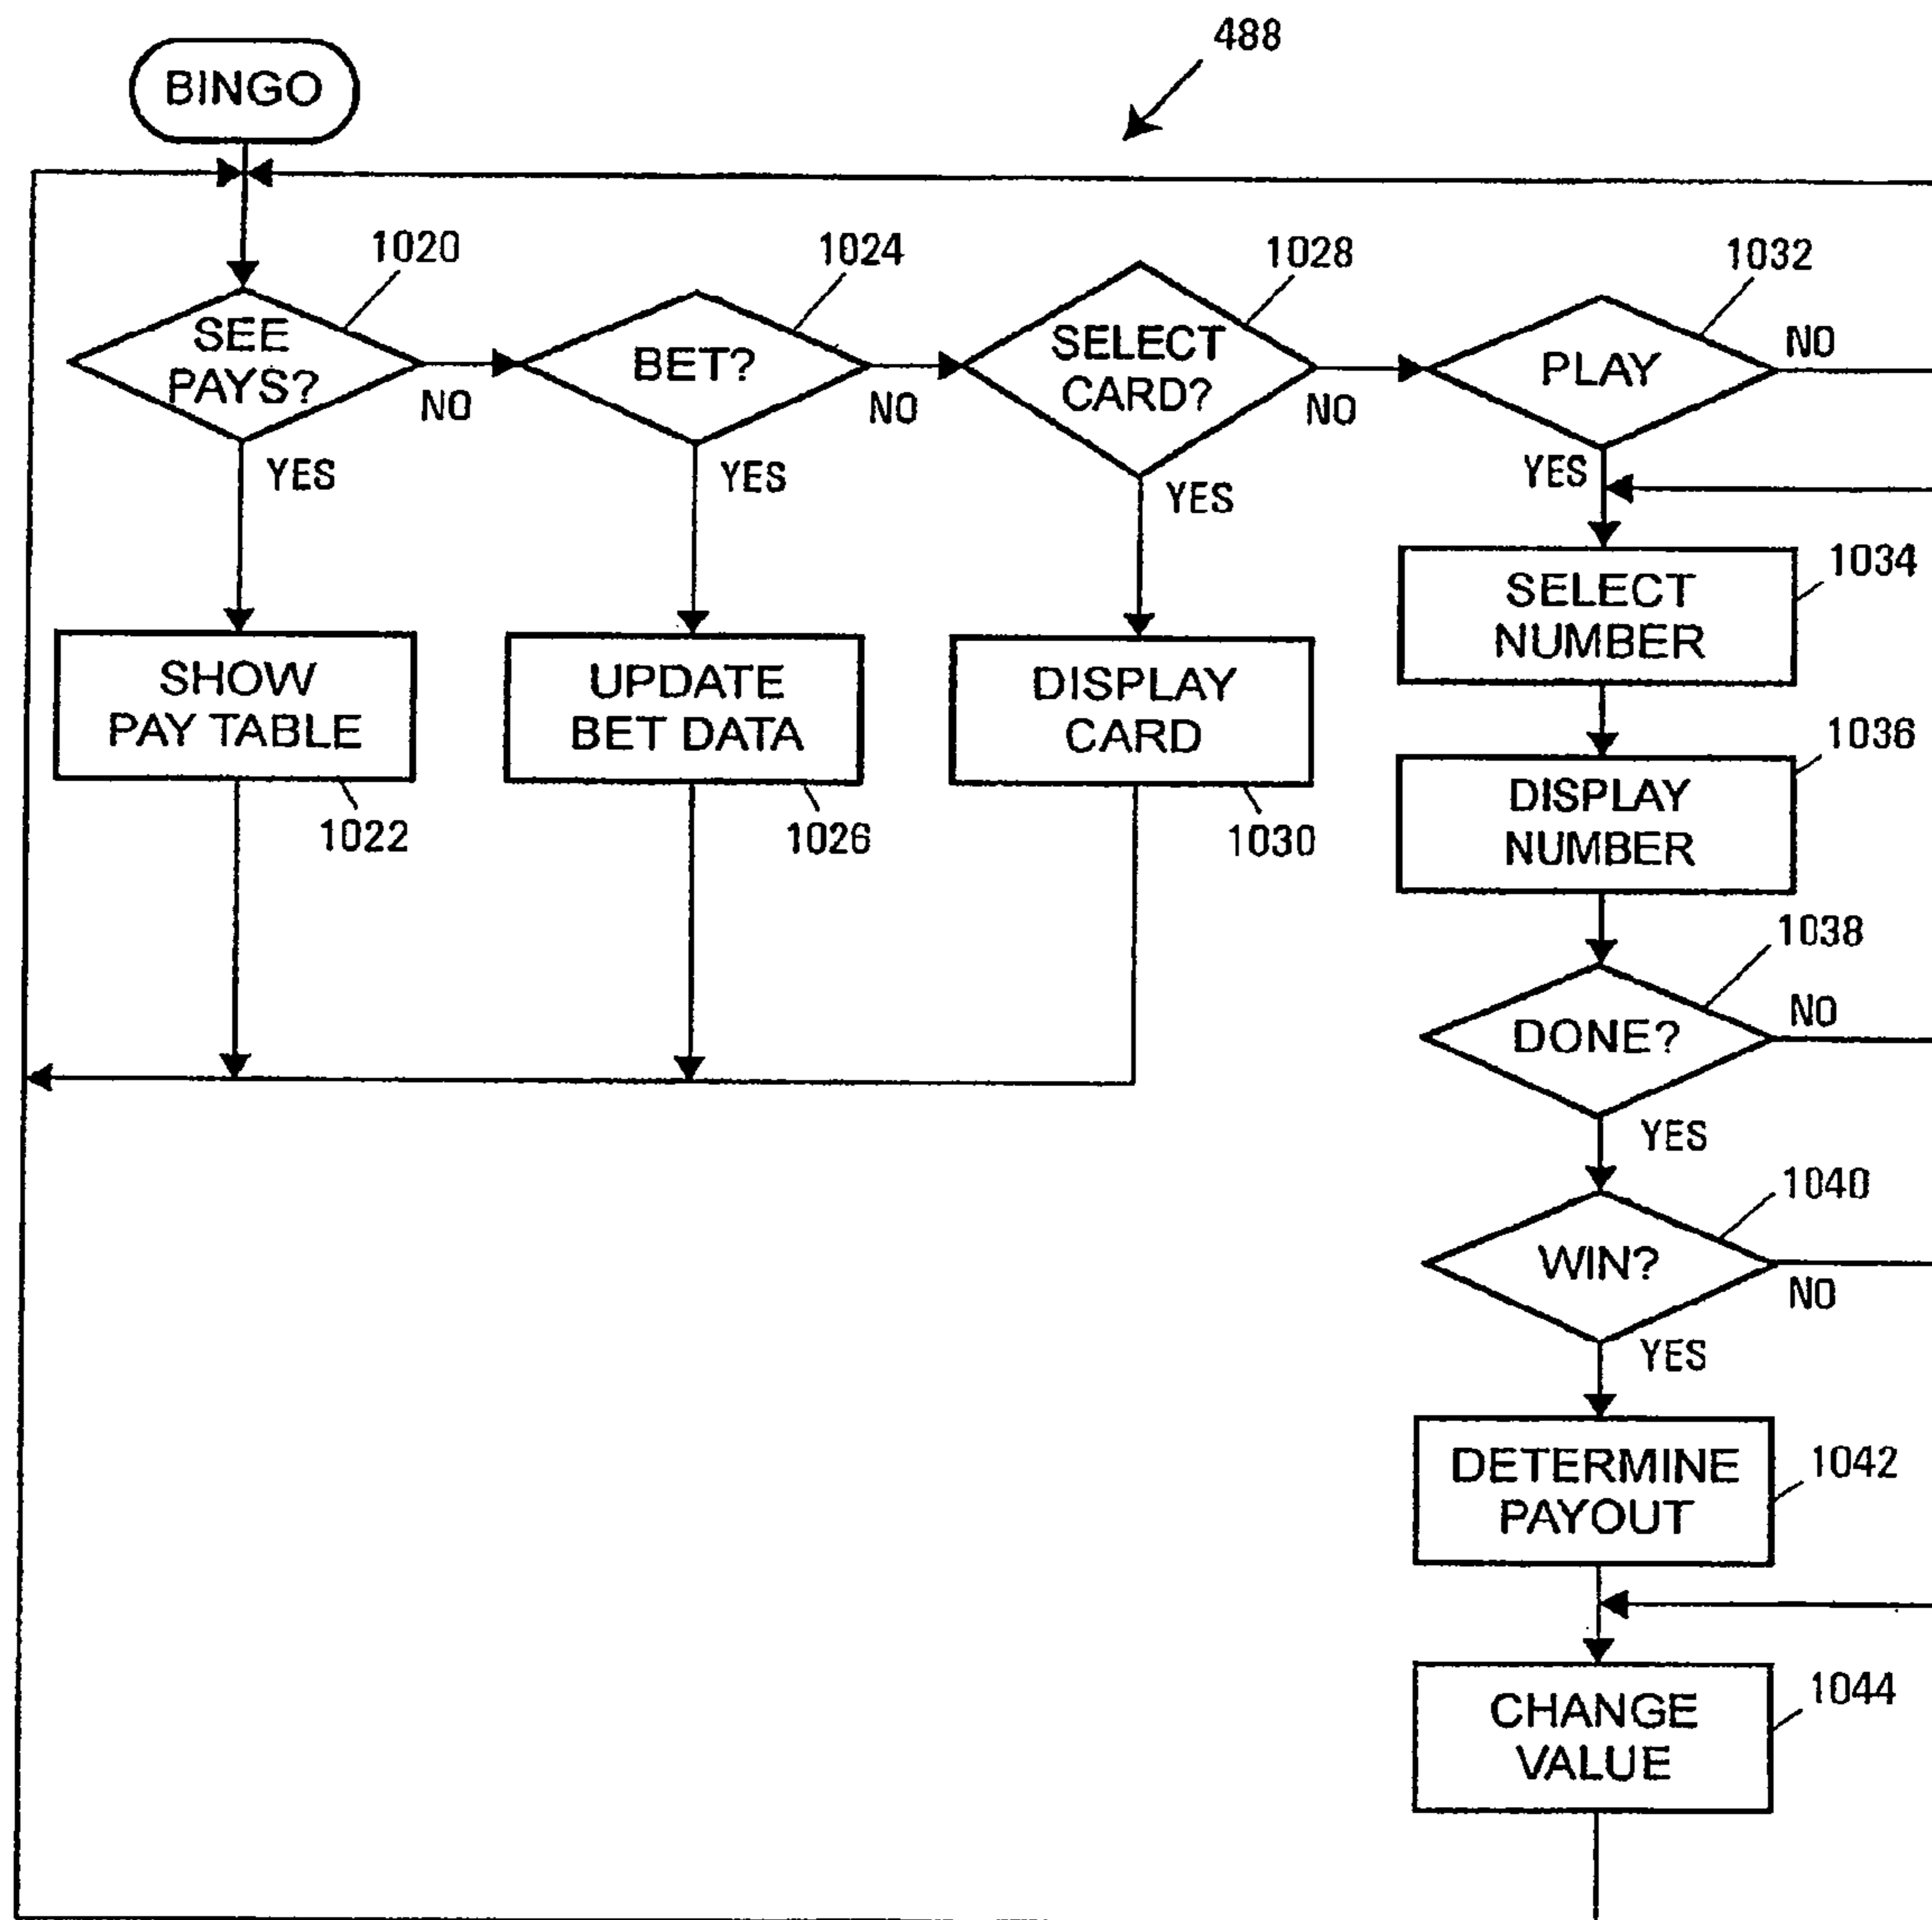 488
BINGO
1020
1024
1028
1032
SEE
PAYS?
NO
YES
BET?
NO
YES
SELECT
CARD?
NO
YES
PLAY
NO
YES
SHOW
PAY TABLE
1022
UPDATE
BET DATA
1026
DISPLAY
CARD
1030
SELECT
NUMBER
1034
DISPLAY
NUMBER
1036
1038
DONE?
NO
YES
1040
WIN?
NO
YES
DETERMINE
PAYOUT
1042
CHANGE
VALUE
1044